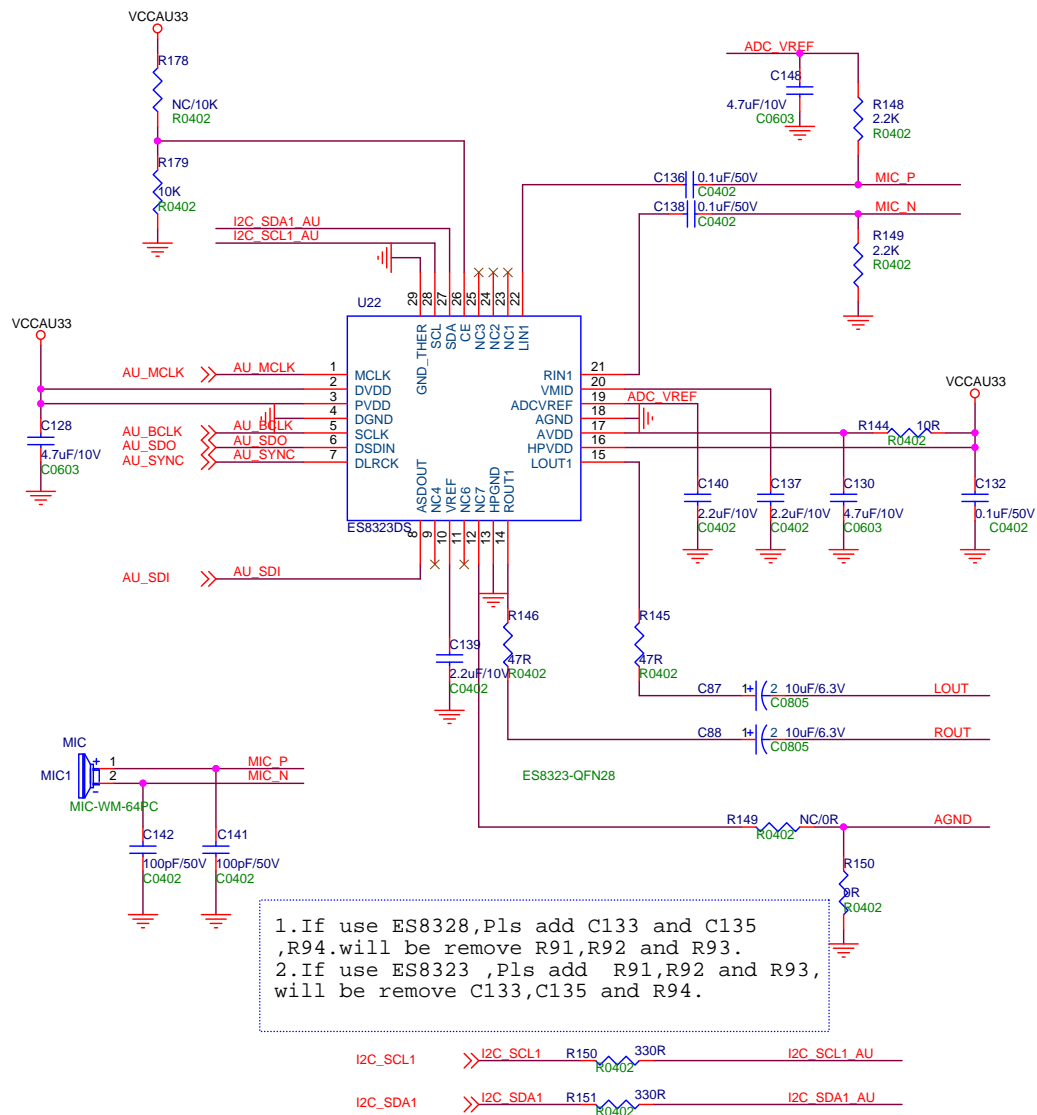 VCCAU33
R178
NC/10K
R0402
R179
10K
R0402
I2C_SDA1_AU
I2C_SCL1_AU
ADC_VREF
C148
4.7uF/10V
C0603
R148
2.2K
R0402
C136
0.1uF/50V
C0402
MIC_P
C138
0.1uF/50V
C0402
MIC_N
R149
2.2K
R0402
U22
29
28
27
26
25
24
23
22
GND_THER
SCL
SDA
CE
NC3
NC2
NC1
LIN1
VCCAU33
C128
4.7uF/10V
C0603
AU_MCLK
AU_MCLK
AU_BCLK
AU_BCLK
AU_SDO
AU_SDO
AU_SYNC
AU_SYNC
1 MCLK
2 DVDD
3 PVDD
4 DGND
5 SCLK
6 DSDIN
7 DLRCK
RIN1 21
VMID 20
ADCVREF 19
AGND 18
AVDD 17
HPVDD 16
LOUT1 15
ADC_VREF
VCCAU33
R144
10R
R0402
C140
2.2uF/10V
C0402
C137
2.2uF/10V
C0402
C130
4.7uF/10V
C0603
C132
0.1uF/50V
C0402
ASDOUT
NC4
VREF
NC6
NC7
HPGND
ROUT1
ES8323DS
8
9
10
11
12
13
14
AU_SDI
AU_SDI
C139
2.2uF/10V
C0402
R146
47R
R0402
R145
47R
R0402
C87
1+
2 10uF/6.3V
C0805
LOUT
C88
1+
2 10uF/6.3V
C0805
ROUT
ES8323-QFN28
MIC
MIC1
+ 1
- 2
MIC_P
MIC_N
MIC-WM-64PC
C142
100pF/50V
C0402
C141
100pF/50V
C0402
R149
NC/0R
R0402
AGND
R150
0R
R0402
1.If use ES8328,Pls add C133 and C135
,R94.will be remove R91,R92 and R93.
2.If use ES8323 ,Pls add  R91,R92 and R93,
will be remove C133,C135 and R94.
I2C_SCL1
I2C_SCL1
R150
330R
R0402
I2C_SCL1_AU
I2C_SDA1
I2C_SDA1
R151
330R
R0402
I2C_SDA1_AU